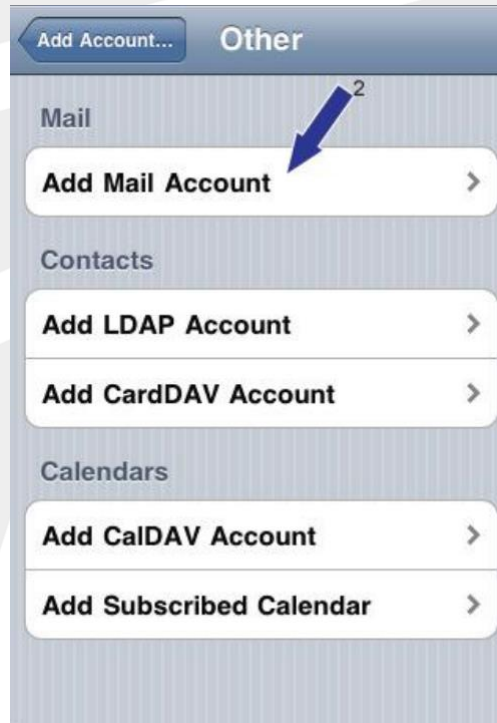 Add Account...
Other
2
Mail
Add Mail Account
Contacts
Add LDAP Account
Add CardDAV Account
Calendars
Add CalDAV Account
Add Subscribed Calendar